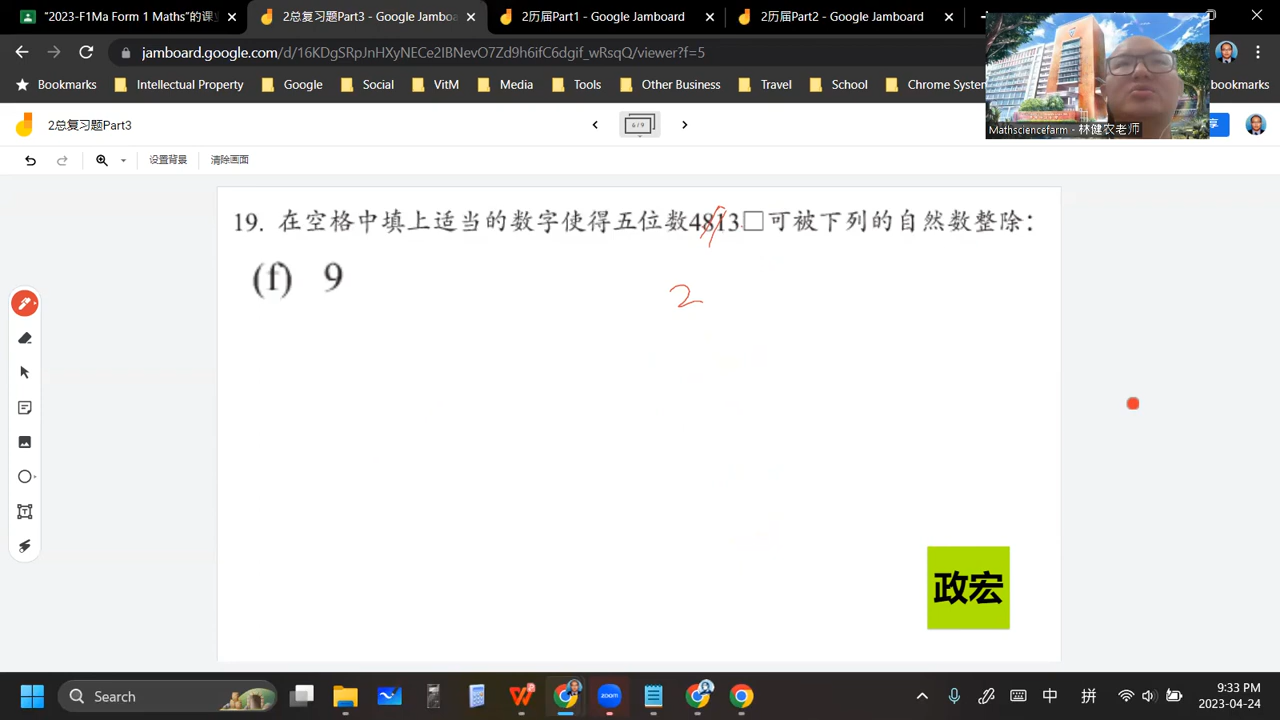 "2023-F1Ma Form 1 Maths"的课
2总复习题Part3 - Google Jamboa
2历届Part1 - Google Jamboard
2历届Part2 - Google Jamboard
jamboard.google.com/d/16KDgSRpJnHXyNECe2IBNevO7Zd9h6ifC6dgif_wRsgQ/viewer?f=5
Bookmarks
Intellectual Property
Social
VitM
Media
Tools
Other Business
Travel
School
Chrome System
ookmarks
Mathsciencefarm - 林健农老师
2总复习题Part3
6 / 9
享
设置背景
清除画面
19. 在空格中填上适当的数字使得五位数4813□可被下列的自然数整除:
(f) 9
2
政宏
Search
中
拼
9:33 PM
2023-04-24